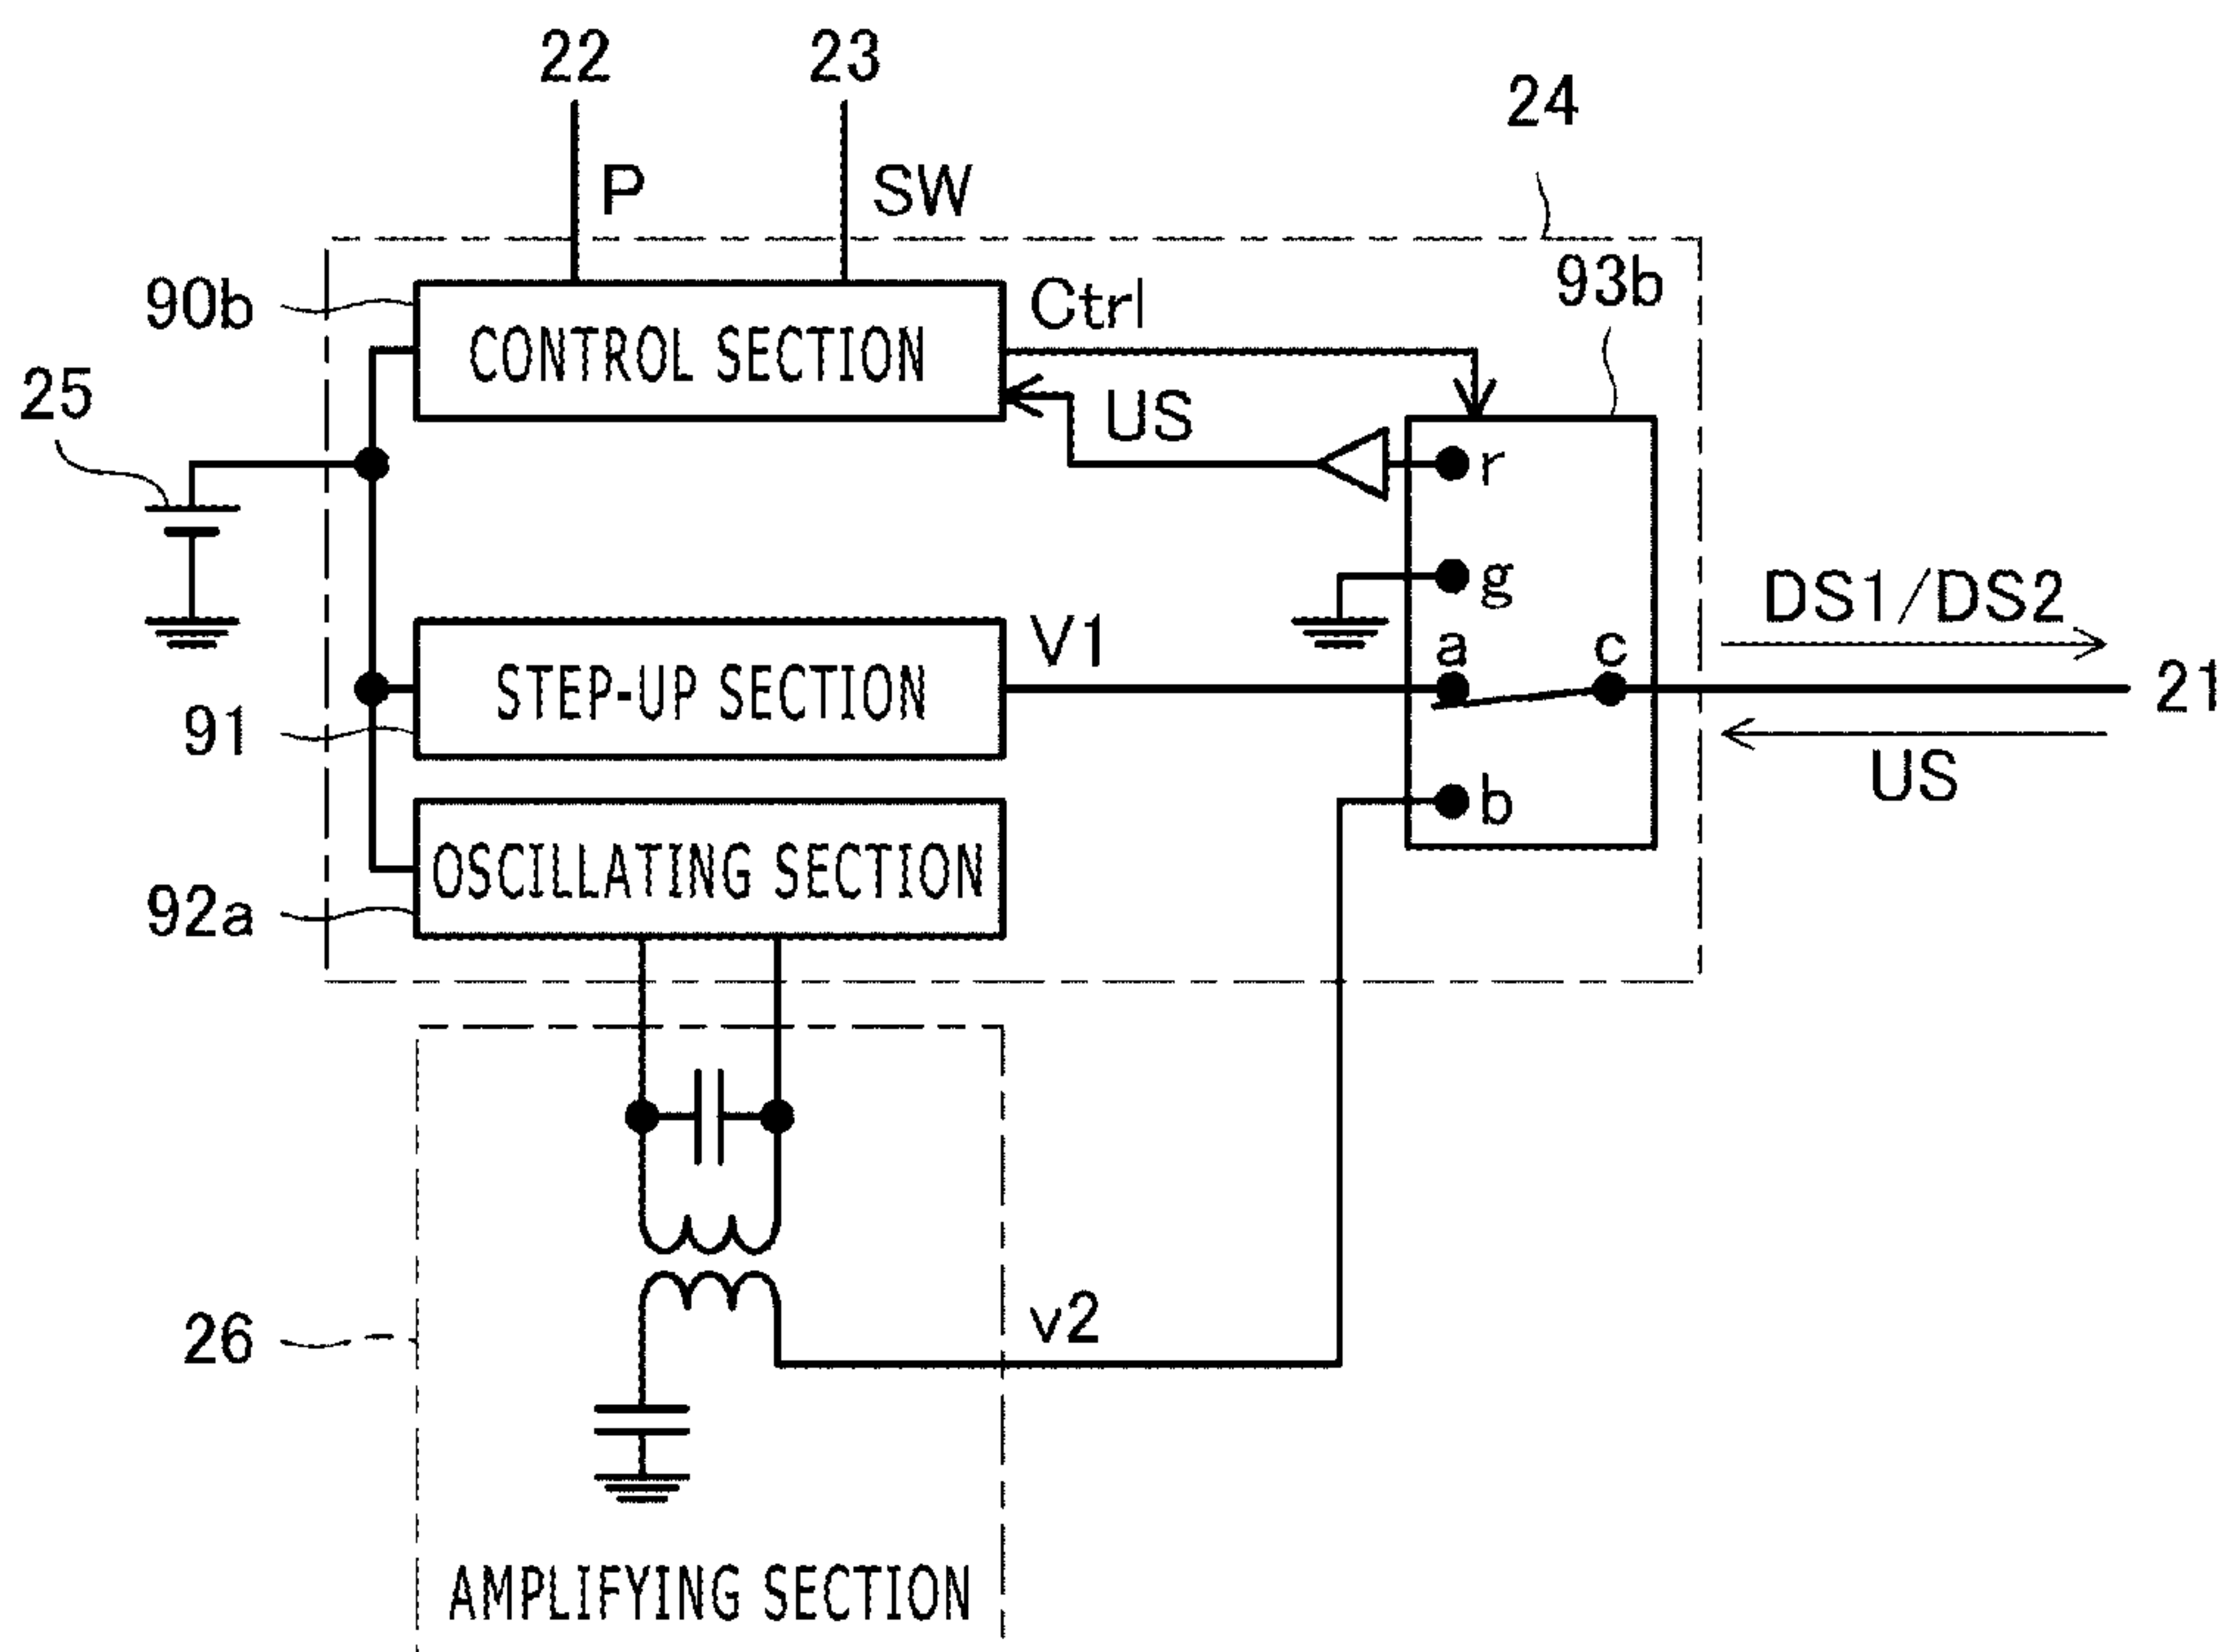 22
23
24
P
SW
90b
CONTROL SECTION
Ctrl
93b
25
US
r
g
DS1/DS2
a
c
V1
STEP-UP SECTION
21
91
US
b
OSCILLATING SECTION
92a
26
v2
AMPLIFYING SECTION